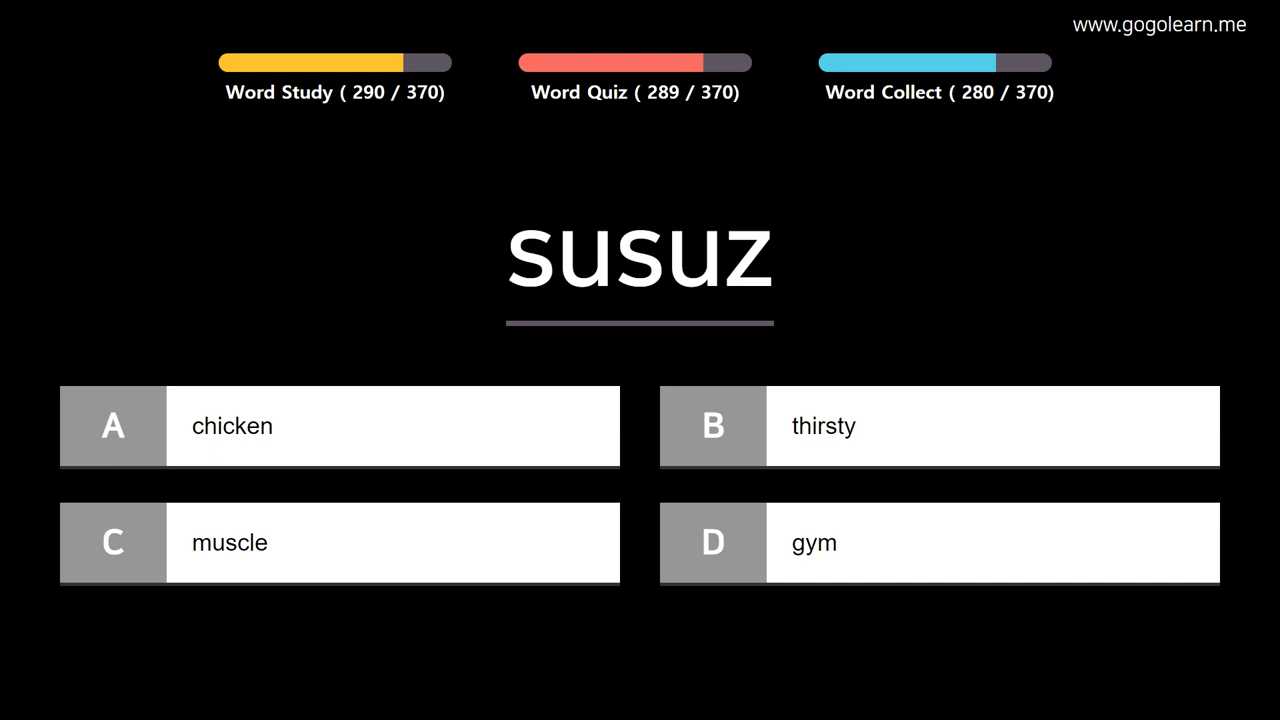 www.gogolearn.me
Word Study ( 290 / 370)
Word Quiz ( 289 / 370)
Word Collect ( 280 / 370)
susuz
A chicken
B thirsty
C muscle
D gym